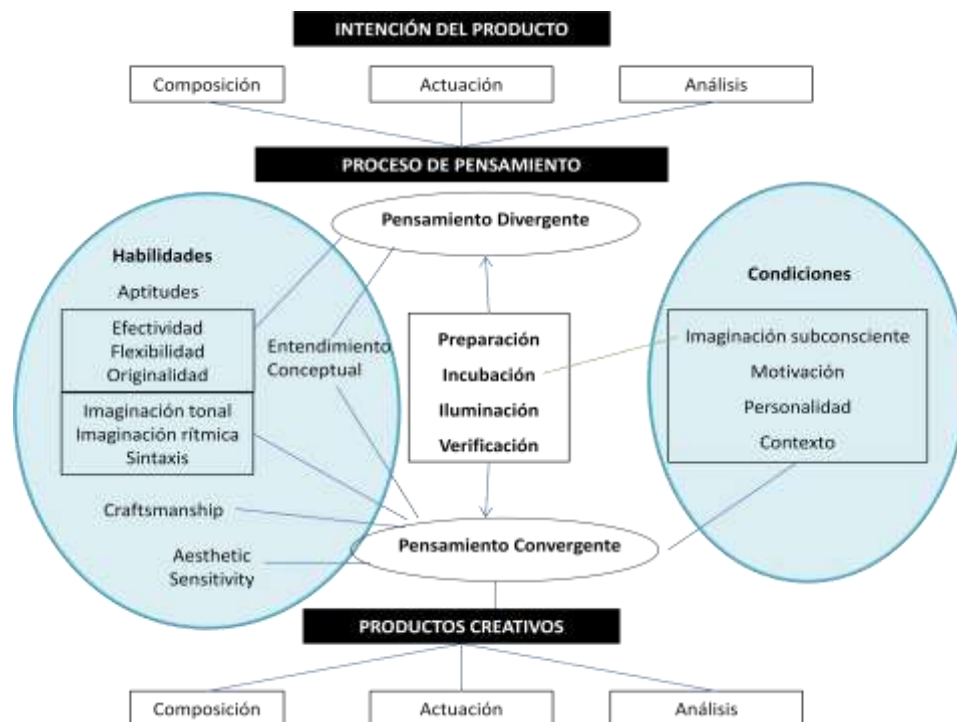 INTENCIÓN DEL PRODUCTO
Composición
Actuación
Análisis
PROCESO DE PENSAMIENTO
Pensamiento Divergente
Habilidades
Aptitudes
Efectividad
Flexibilidad
Originalidad
Imaginación tonal
Imaginación rítmica
Sintaxis
Craftsmanship
Aesthetic
Sensitivity
Entendimiento
Conceptual
Preparación
Incubación
Iluminación
Verificación
Condiciones
Imaginación subconsciente
Motivación
Personalidad
Contexto
Pensamiento Convergente
PRODUCTOS CREATIVOS
Composición
Actuación
Análisis